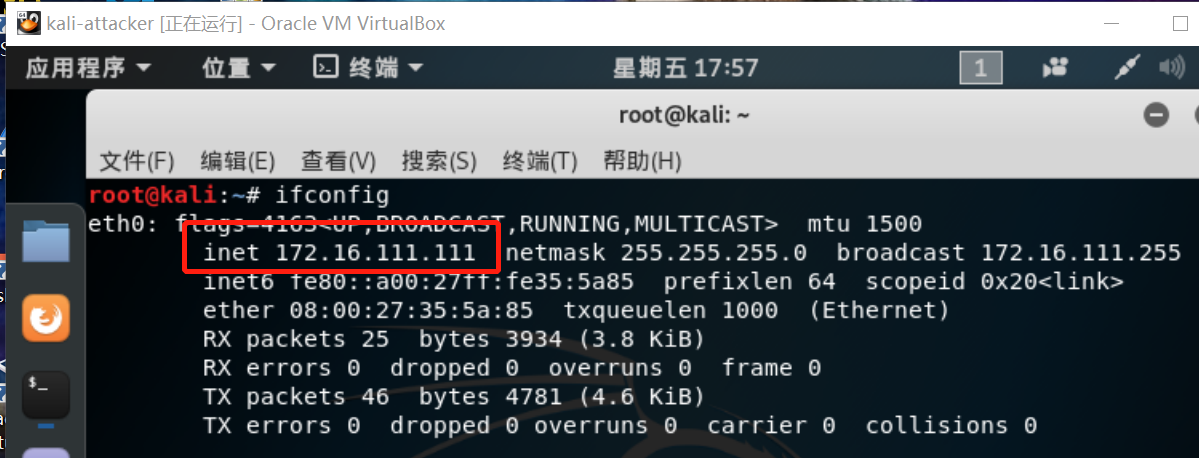 kali-attacker [正在运行] - Oracle VM VirtualBox
应用程序 位置 终端 星期五 17:57 1
root@kali: ~
文件(F) 编辑(E) 查看(V) 搜索(S) 终端(T) 帮助(H)
root@kali:~# ifconfig
eth0: flags=4163<UP,BROADCAST,RUNNING,MULTICAST> mtu 1500
inet 172.16.111.111 netmask 255.255.255.0 broadcast 172.16.111.255
inet6 fe80::a00:27ff:fe35:5a85 prefixlen 64 scopeid 0x20<link>
ether 08:00:27:35:5a:85 txqueuelen 1000 (Ethernet)
RX packets 25 bytes 3934 (3.8 KiB)
RX errors 0 dropped 0 overruns 0 frame 0
TX packets 46 bytes 4781 (4.6 KiB)
TX errors 0 dropped 0 overruns 0 carrier 0 collisions 0
$_